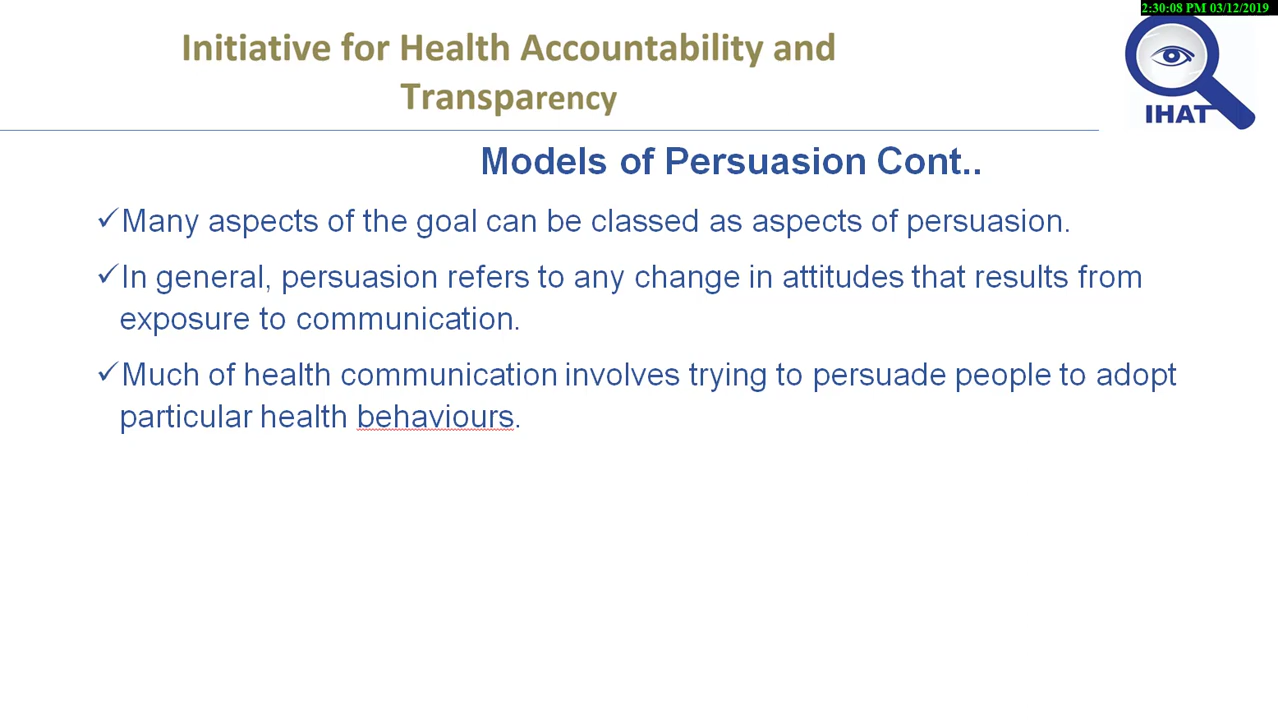 2:30:08 PM 03/12/2019
Initiative for Health Accountability and
Transparency
IHAT
Models of Persuasion Cont..
✓Many aspects of the goal can be classed as aspects of persuasion.
✓In general, persuasion refers to any change in attitudes that results from
exposure to communication.
✓Much of health communication involves trying to persuade people to adopt
particular health behaviours.